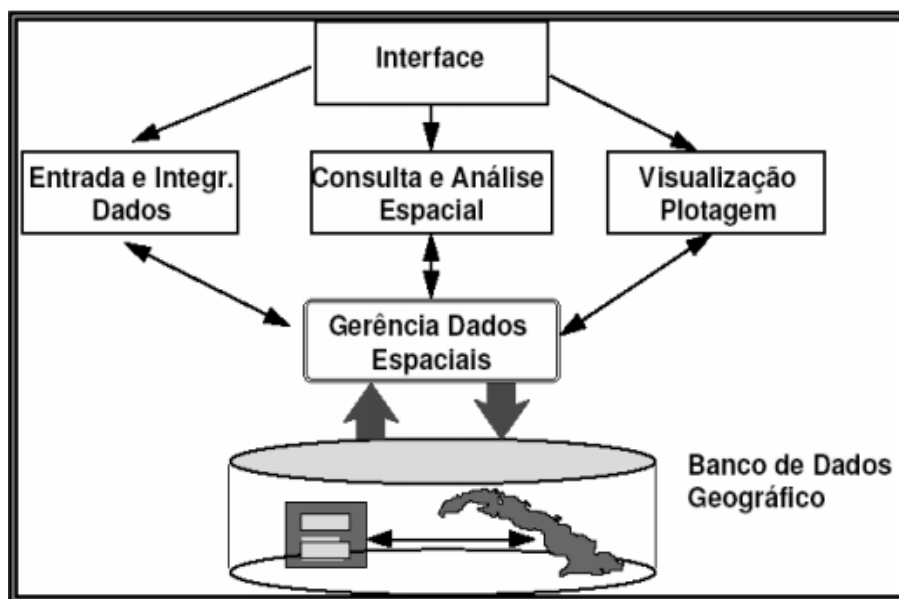 Interface
Entrada e Integr.
Dados
Consulta e Análise
Espacial
Visualização
Plotagem
Gerência Dados
Espaciais
Banco de Dados
Geográfico